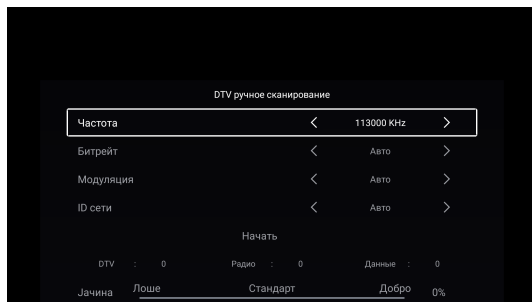 DTV ручное сканирование
Частота 113000 KHz
Битрейт Авто
Модуляция Авто
ID сети Авто
Начать
DTV : 0 Радио : 0 Данные : 0
Јачина Лоше Стандарт Добро 0%